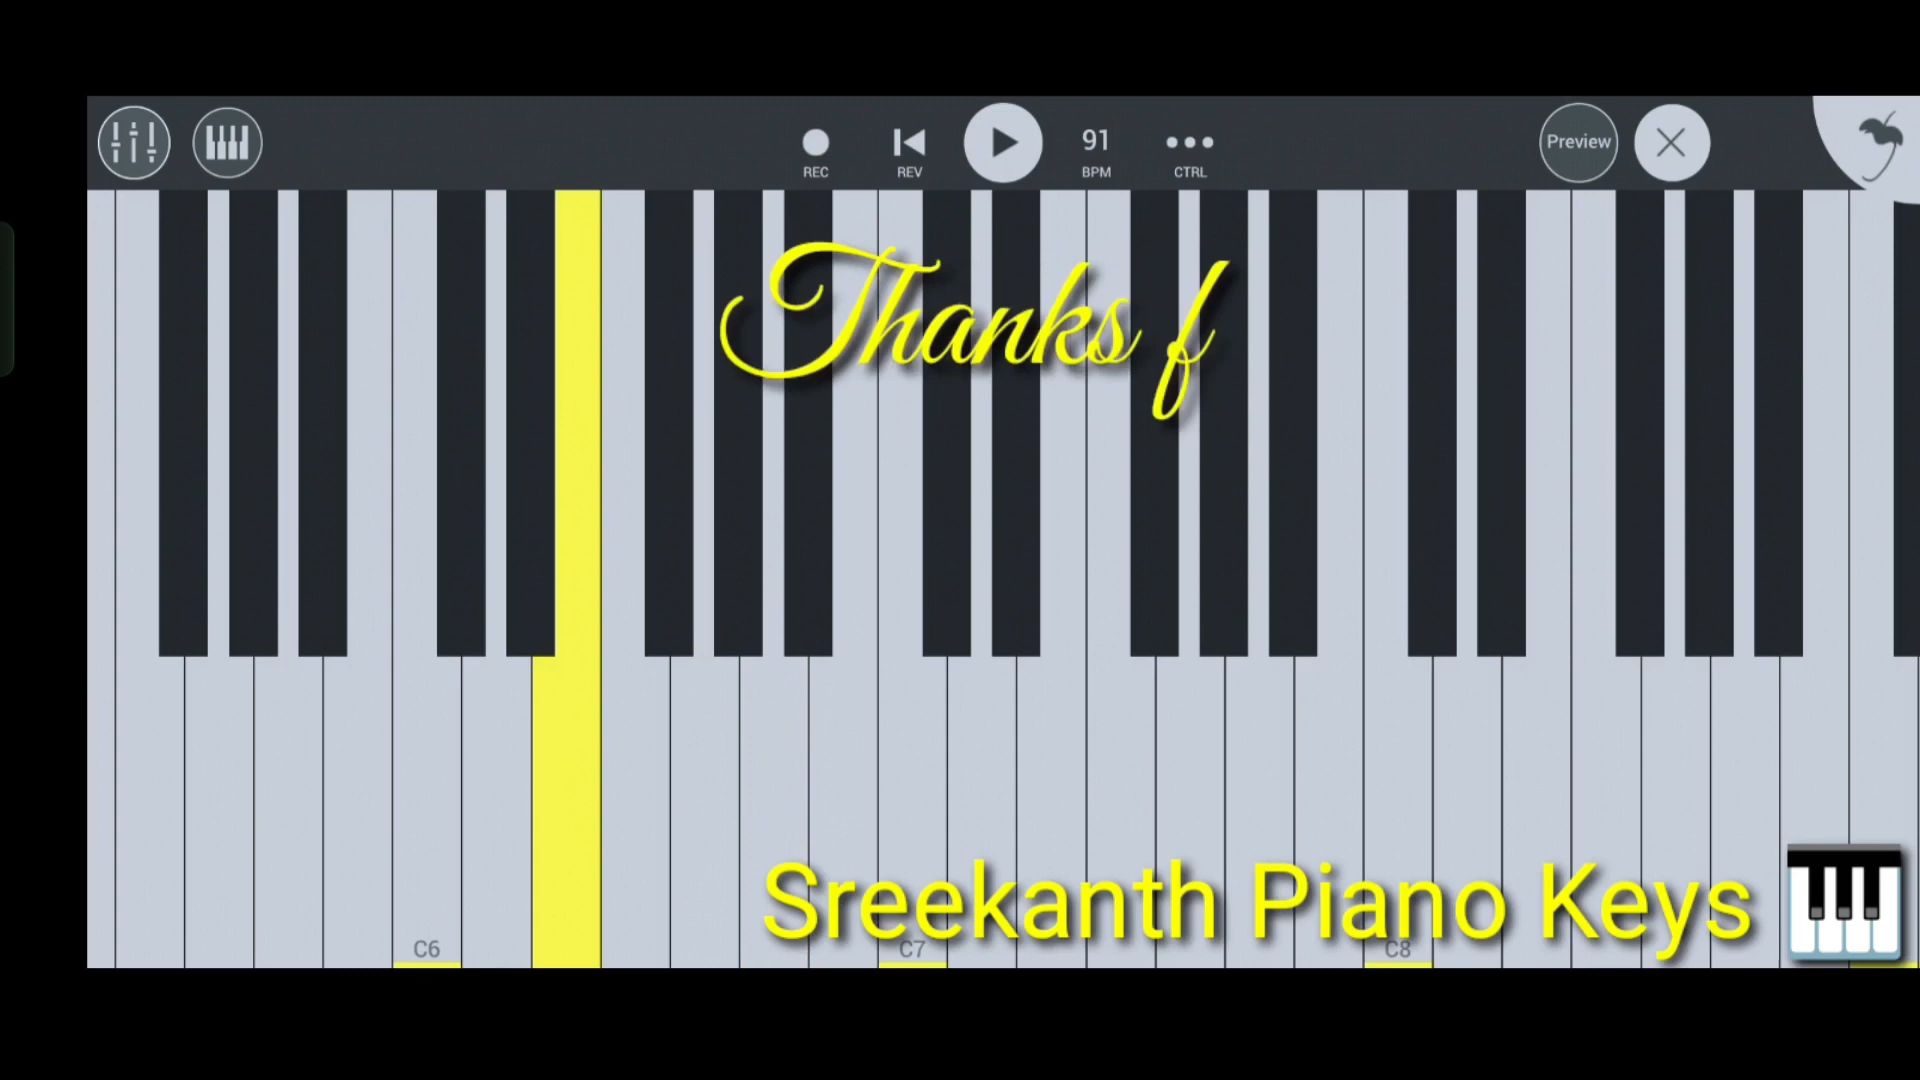 REC
REV
91
BPM
CTRL
Preview
Thanks f
Sreekanth Piano Keys
C6
C7
C8